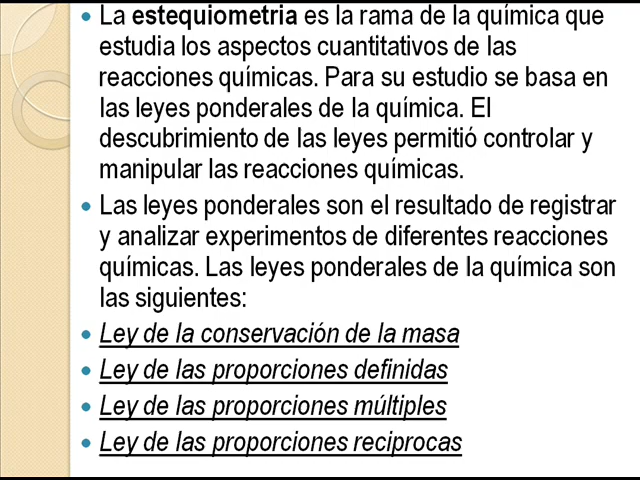 La estequiometria es la rama de la química que
estudia los aspectos cuantitativos de las
reacciones químicas. Para su estudio se basa en
las leyes ponderales de la química. El
descubrimiento de las leyes permitió controlar y
manipular las reacciones químicas.
Las leyes ponderales son el resultado de registrar
y analizar experimentos de diferentes reacciones
químicas. Las leyes ponderales de la química son
las siguientes:
Ley de la conservación de la masa
Ley de las proporciones definidas
Ley de las proporciones múltiples
Ley de las proporciones reciprocas